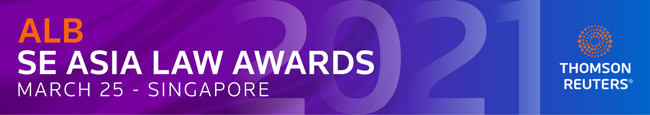 ALB
SE ASIA LAW AWARDS
MARCH 25 - SINGAPORE
2021
THOMSON
REUTERS®